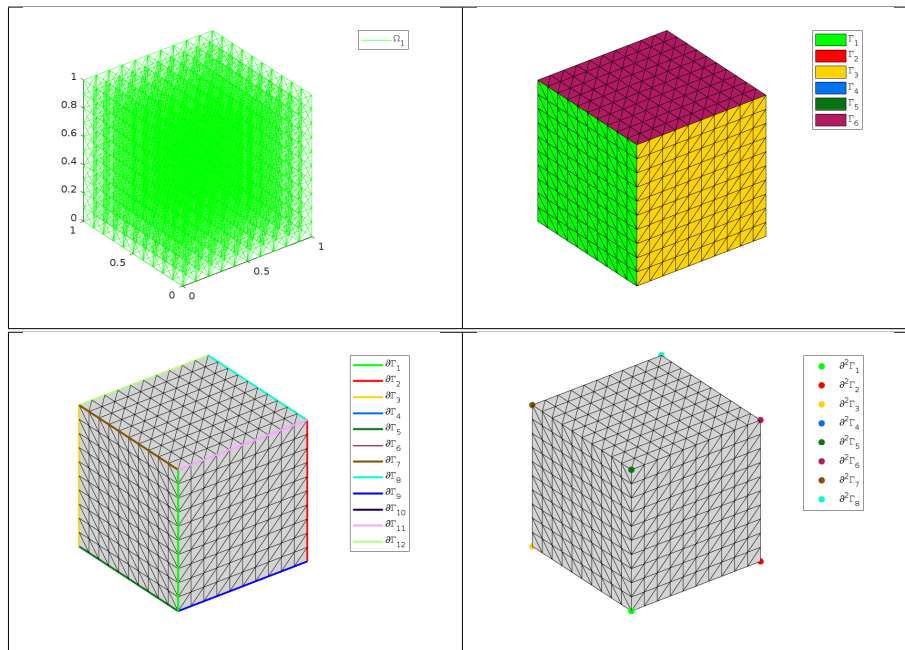 Ω₁
1
0.8
0.6
0.4
0.2
0
1
0.5
0
0
0.5
1
Γ₁
Γ₂
Γ₃
Γ₄
Γ₅
Γ₆
∂Γ₁
∂Γ₂
∂Γ₃
∂Γ₄
∂Γ₅
∂Γ₆
∂Γ₇
∂Γ₈
∂Γ₉
∂Γ₁₀
∂Γ₁₁
∂Γ₁₂
∂²Γ₁
∂²Γ₂
∂²Γ₃
∂²Γ₄
∂²Γ₅
∂²Γ₆
∂²Γ₇
∂²Γ₈